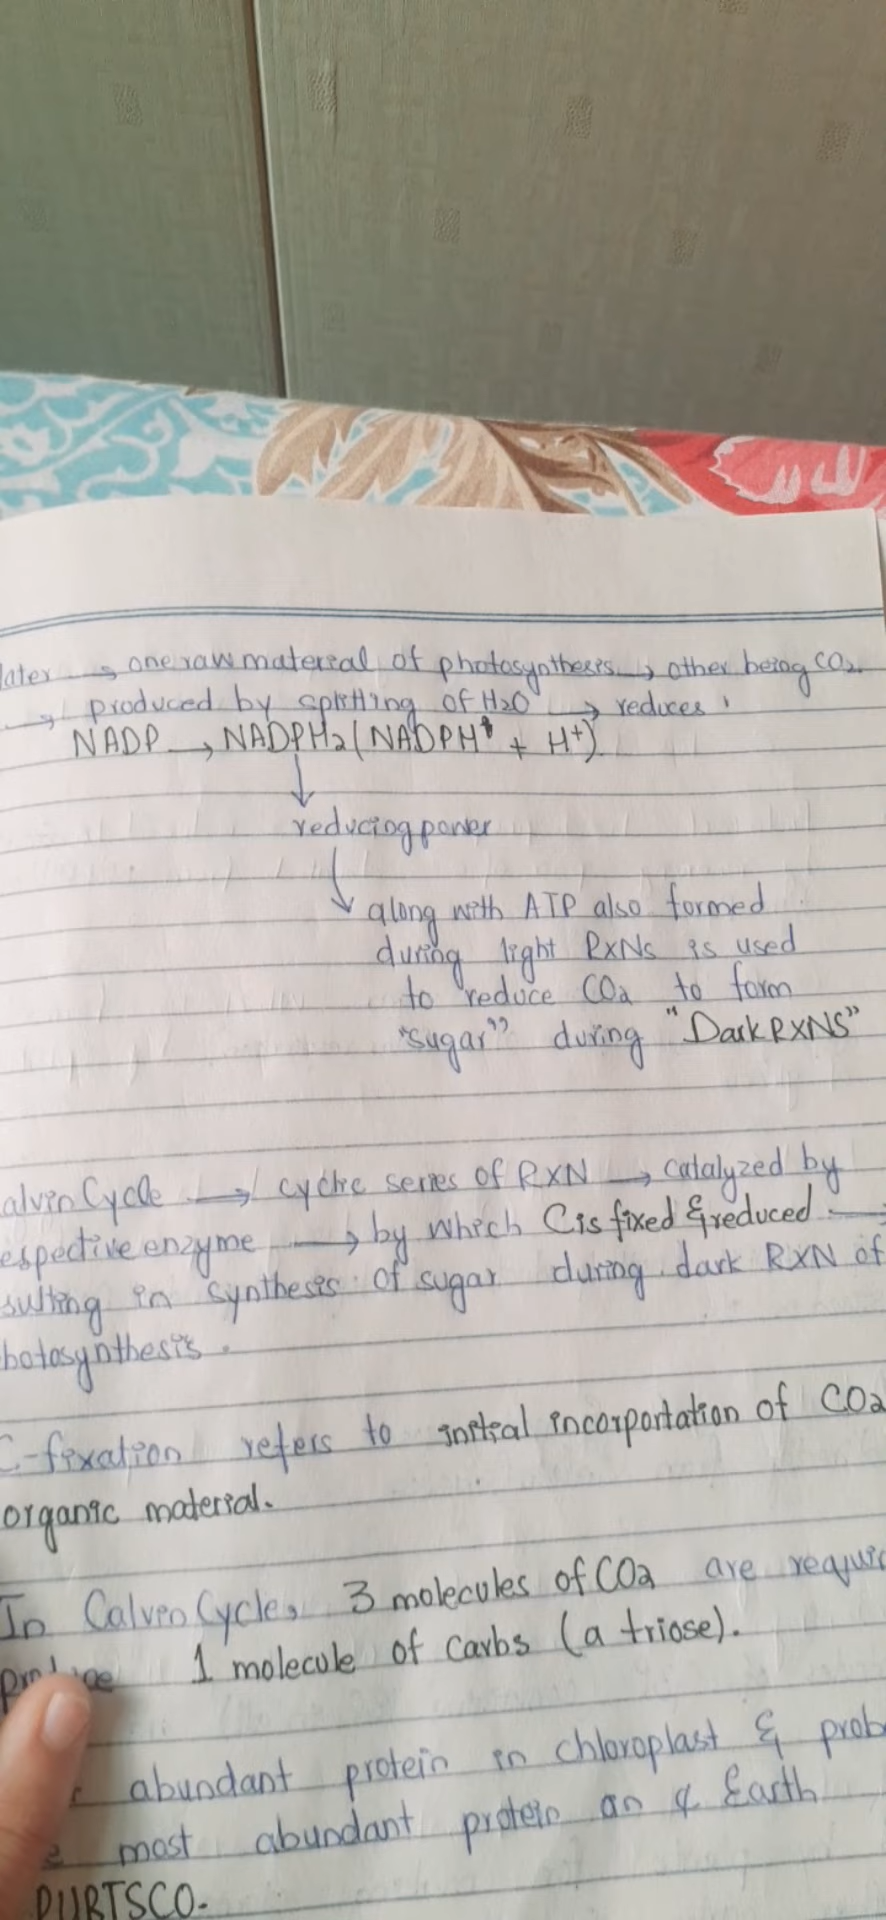 later → one raw material of photosynthesis → other being CO2
→ produced by splitting of H2O → reduces
NADP → NADPH2 (NADPH + H+)
↓
reducing power
↓ along with ATP also formed
during light RXNs is used
to reduce CO2 to form
"sugar" during "Dark RXNS"
alvin Cycle → cyclic series of RXN → catalyzed by
espective enzyme → by which C is fixed & reduced →
sulting in synthesis of sugar during dark RXN of
hotosynthesis.
C-fixation refers to initial incorportation of CO2
organic material.
In Calven Cycle, 3 molecules of CO2 are requir
1 molecule of carbs (a triose).
abundant protein in chloroplast & prob
most abundant protein on Earth
RUBISCO.